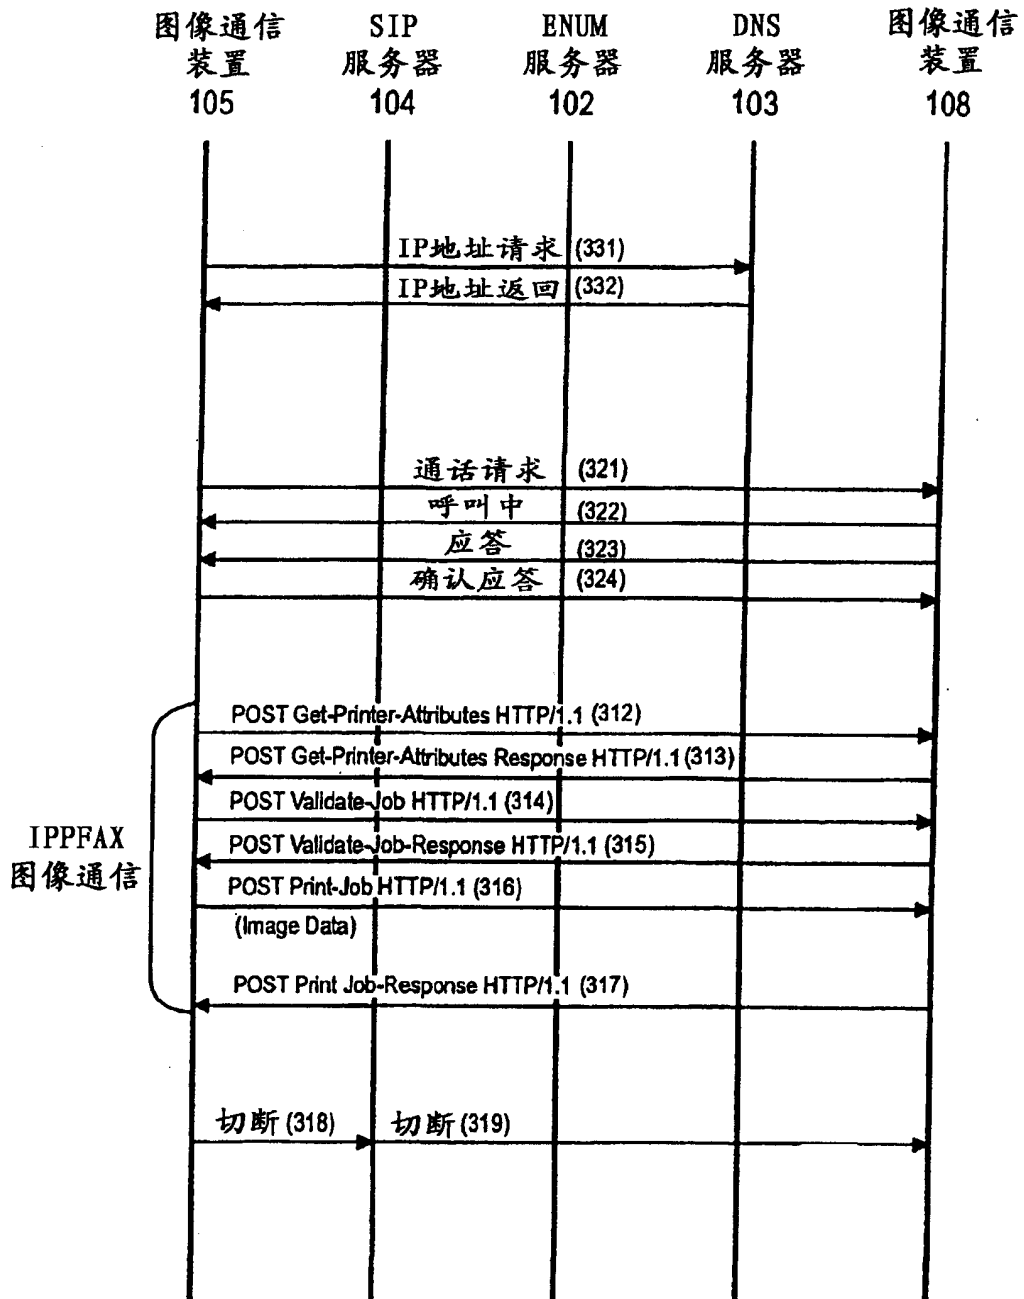 图像通信 SIP ENUM DNS 图像通信
装置 服务器 服务器 服务器 装置
105 104 102 103 108
IP地址请求 (331)
IP地址返回 (332)
通话请求 (321)
呼叫中 (322)
应答 (323)
确认应答 (324)
POST Get-Printer-Attributes HTTP/1.1 (312)
POST Get-Printer-Attributes Response HTTP/1.1 (313)
POST Validate-Job HTTP/1.1 (314)
POST Validate-Job-Response HTTP/1.1 (315)
IPPFAX
图像通信
POST Print-Job HTTP/1.1 (316)
(Image Data)
POST Print Job-Response HTTP/1.1 (317)
切断 (318) 切断 (319)